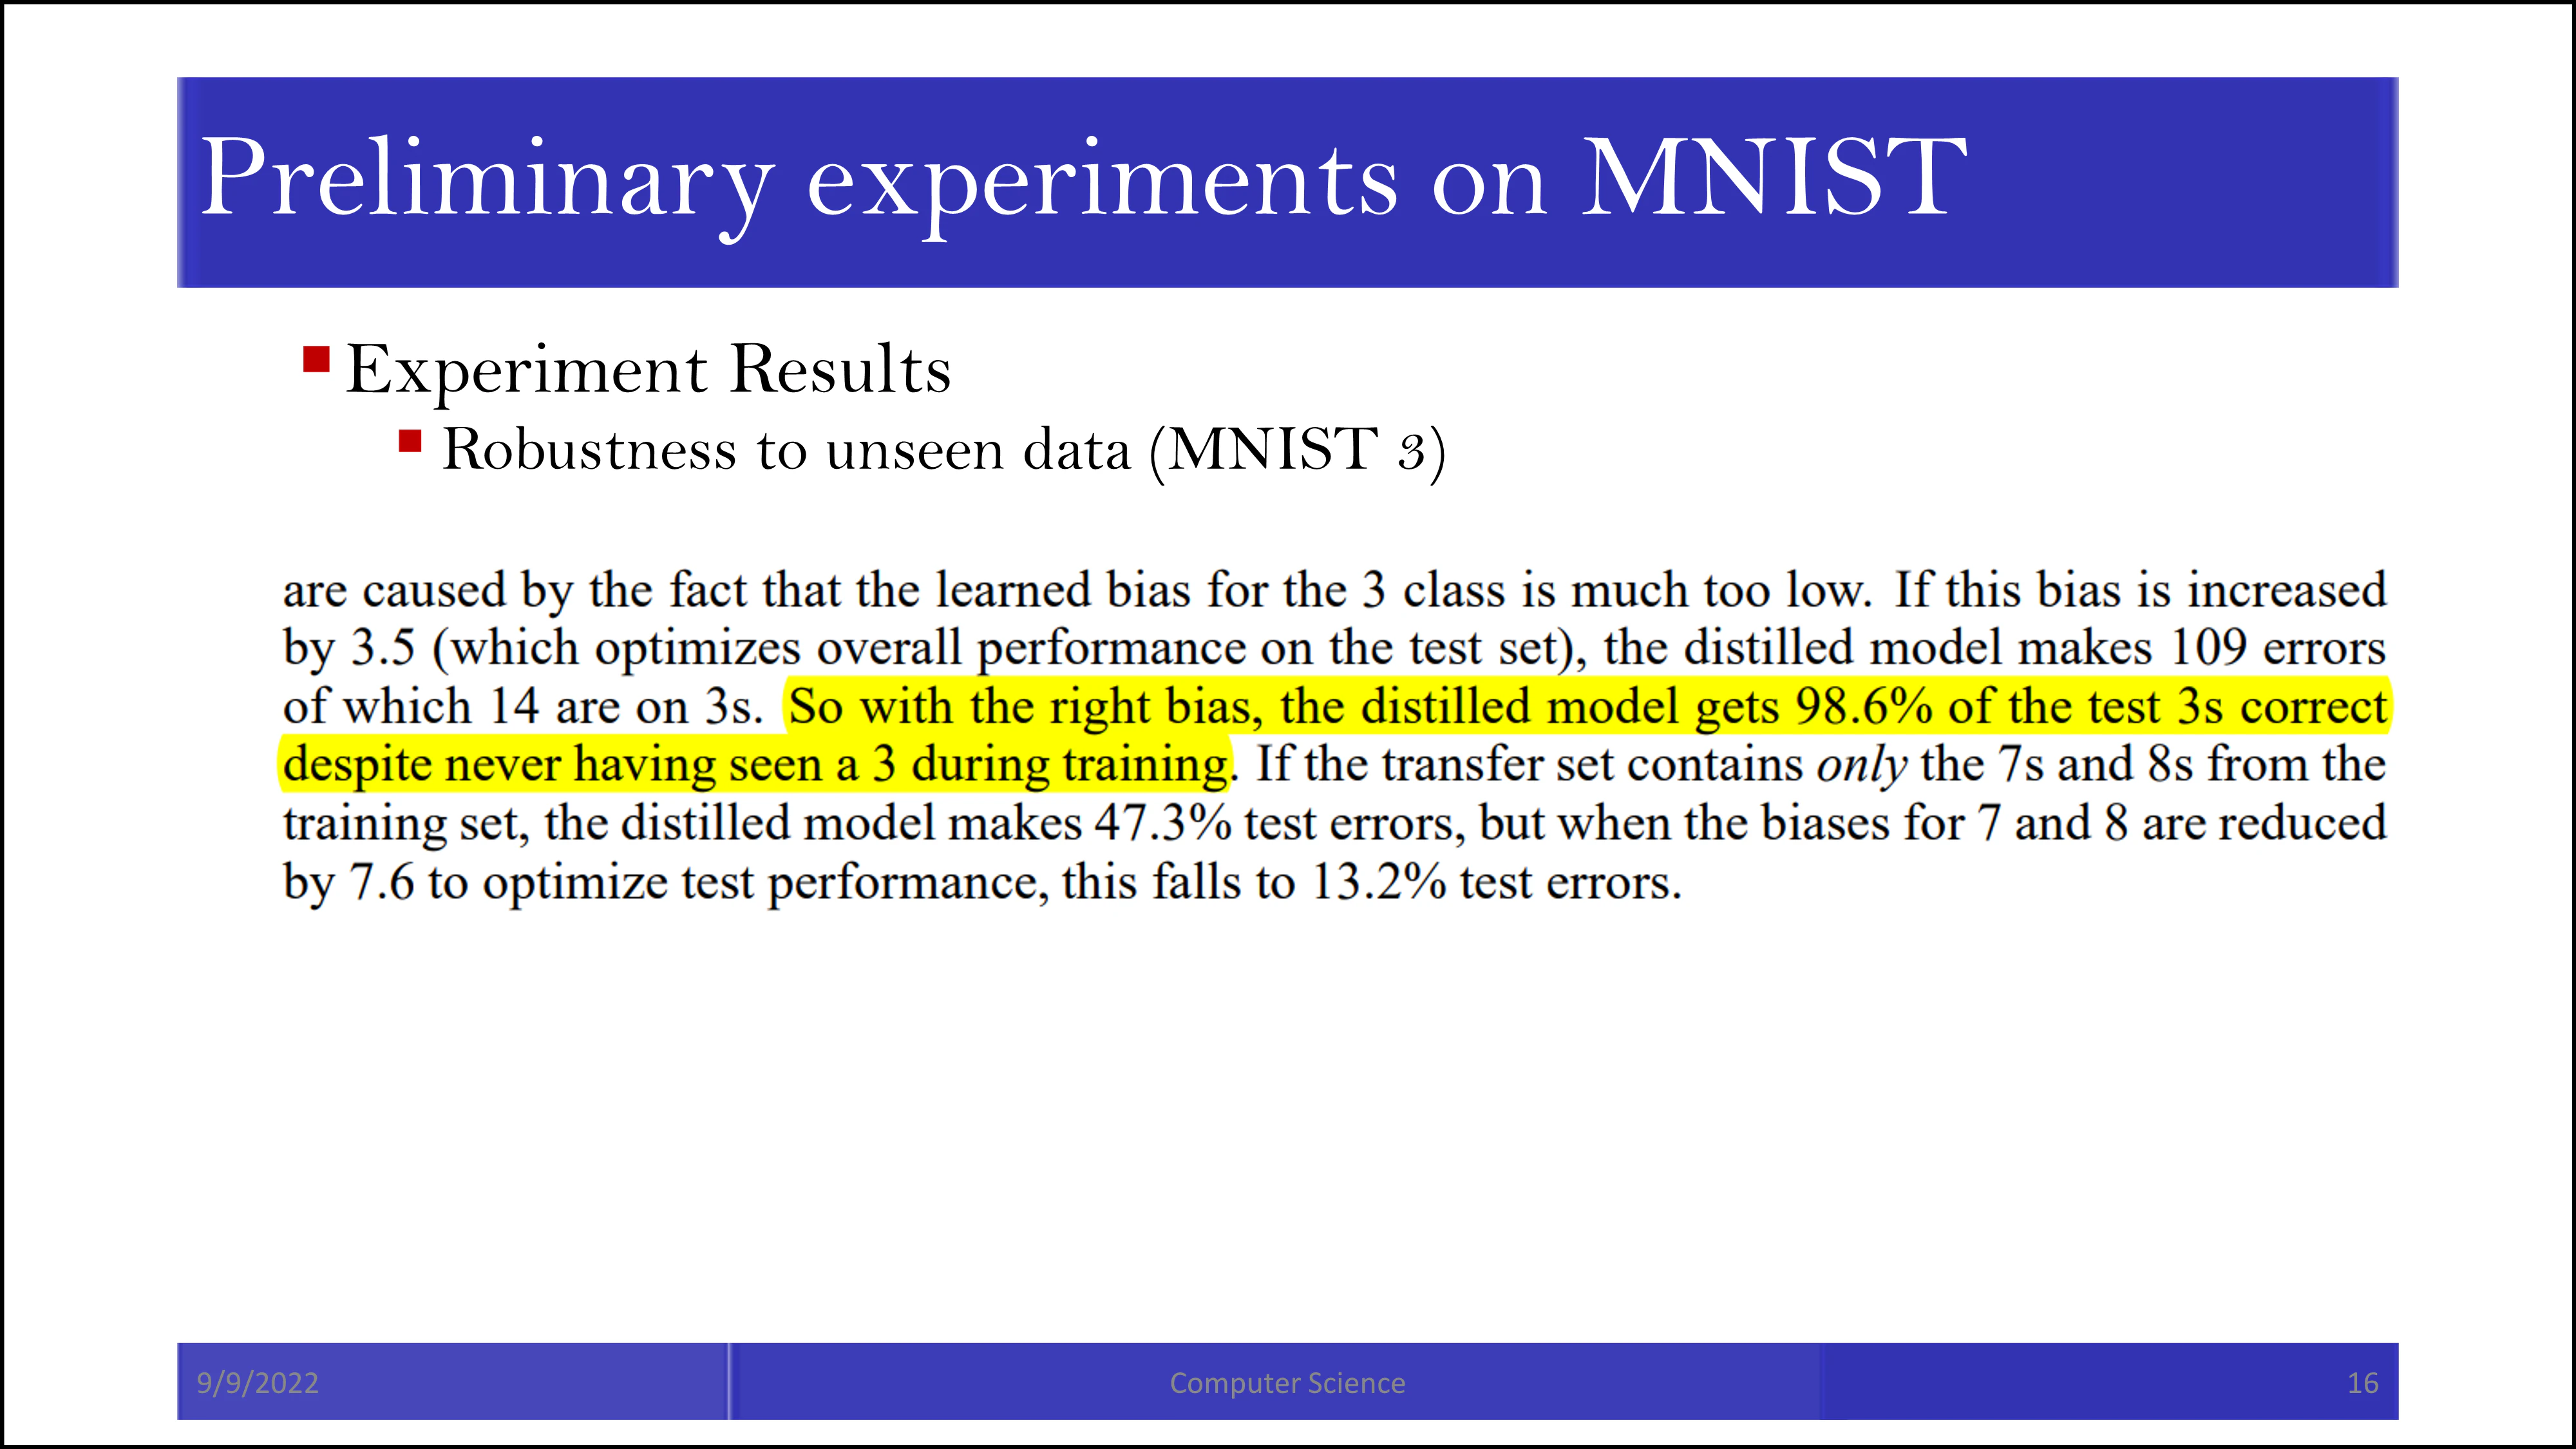 Preliminary experiments on MNIST
Experiment Results
Robustness to unseen data (MNIST 3)
are caused by the fact that the learned bias for the 3 class is much too low. If this bias is increased
by 3.5 (which optimizes overall performance on the test set), the distilled model makes 109 errors
of which 14 are on 3s. So with the right bias, the distilled model gets 98.6% of the test 3s correct
despite never having seen a 3 during training. If the transfer set contains only the 7s and 8s from the
training set, the distilled model makes 47.3% test errors, but when the biases for 7 and 8 are reduced
by 7.6 to optimize test performance, this falls to 13.2% test errors.
9/9/2022
Computer Science
16